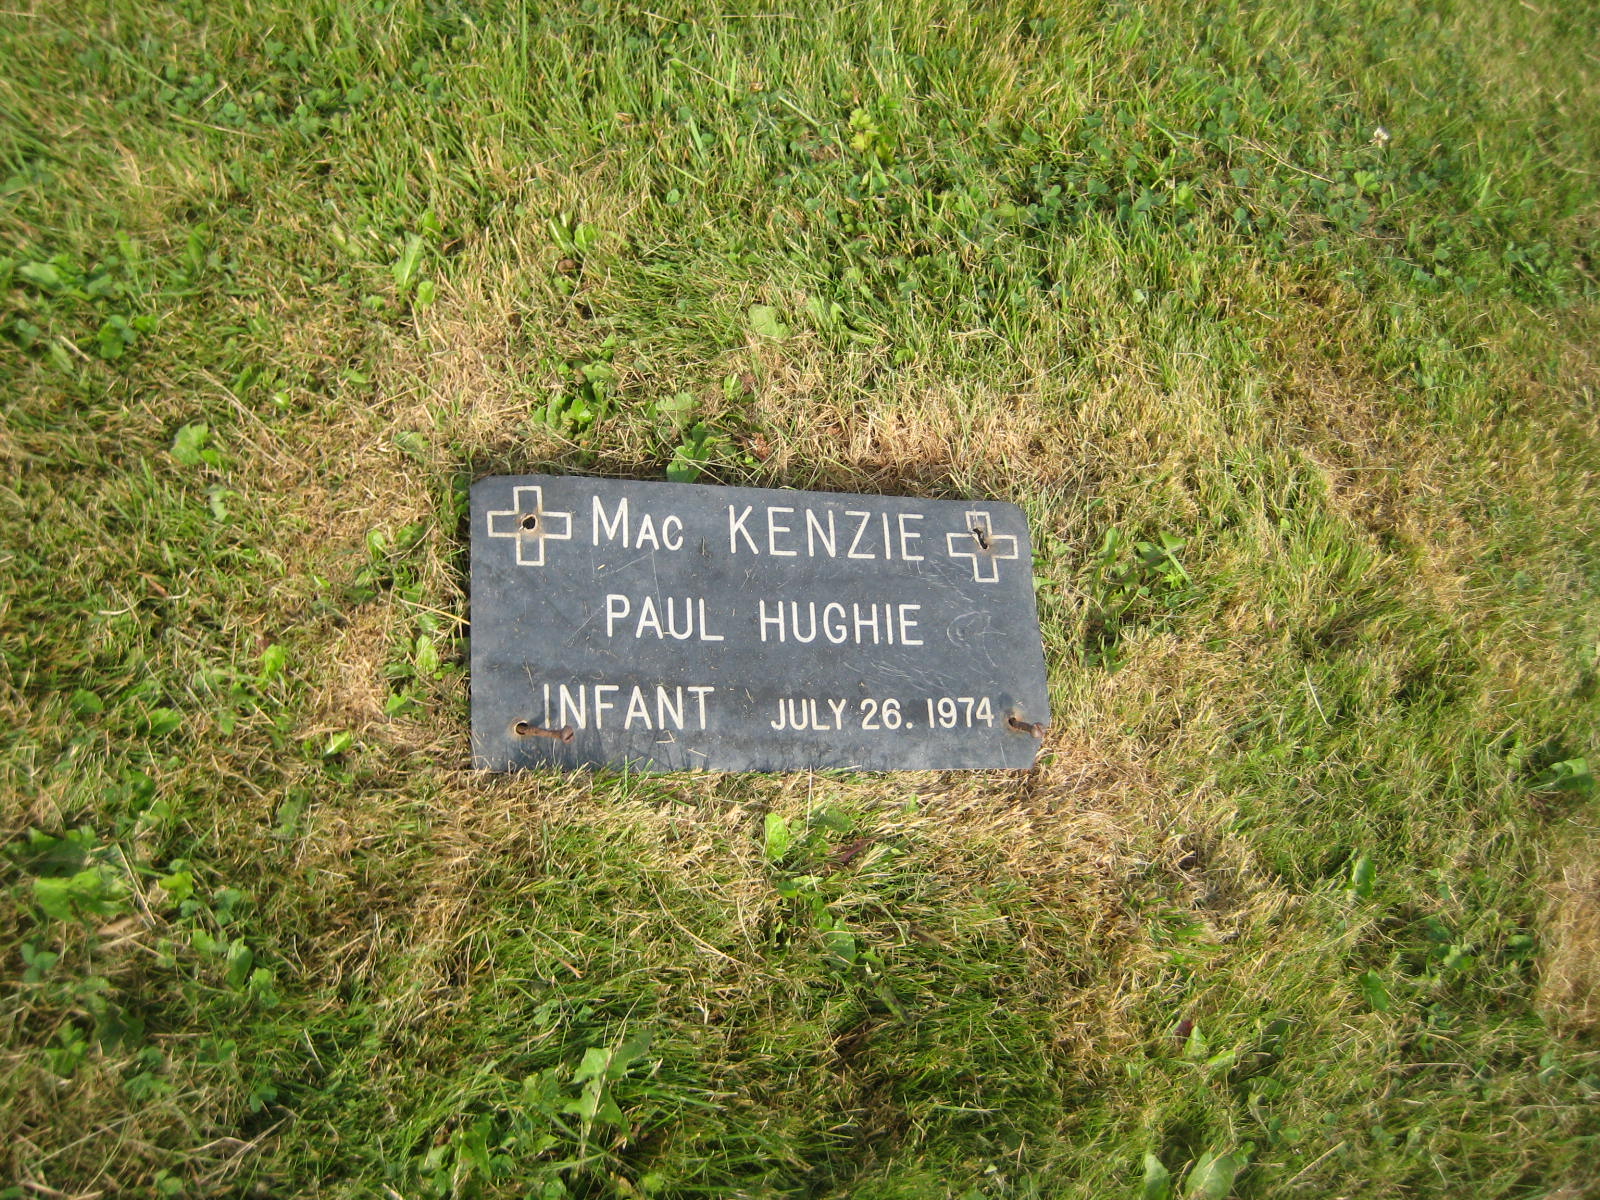 Mac KENZIE
PAUL HUGHIE
INFANT JULY 26. 1974